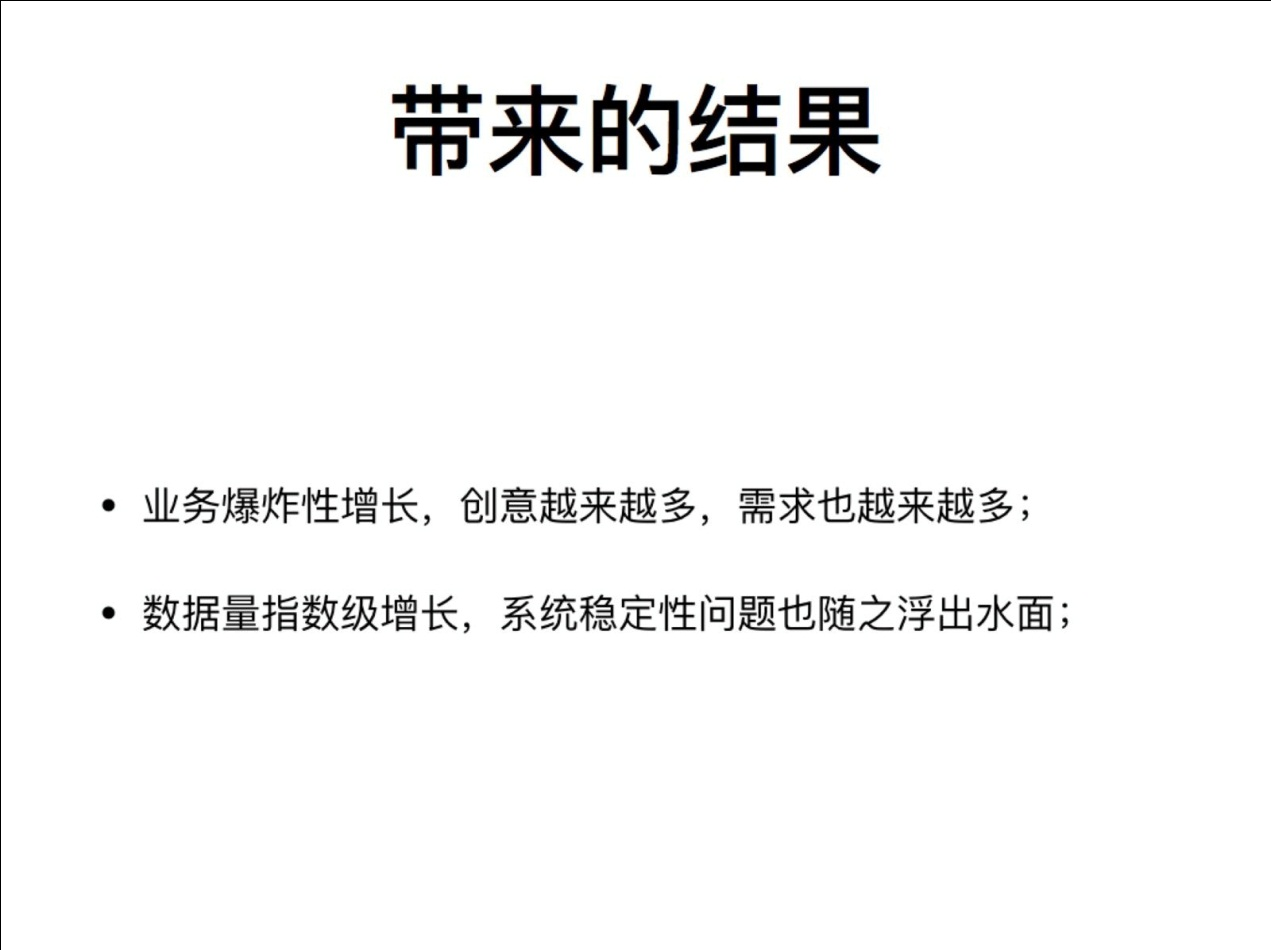 带来的结果
• 业务爆炸性增长，创意越来越多，需求也越来越多；
• 数据量指数级增长，系统稳定性问题也随之浮出水面；